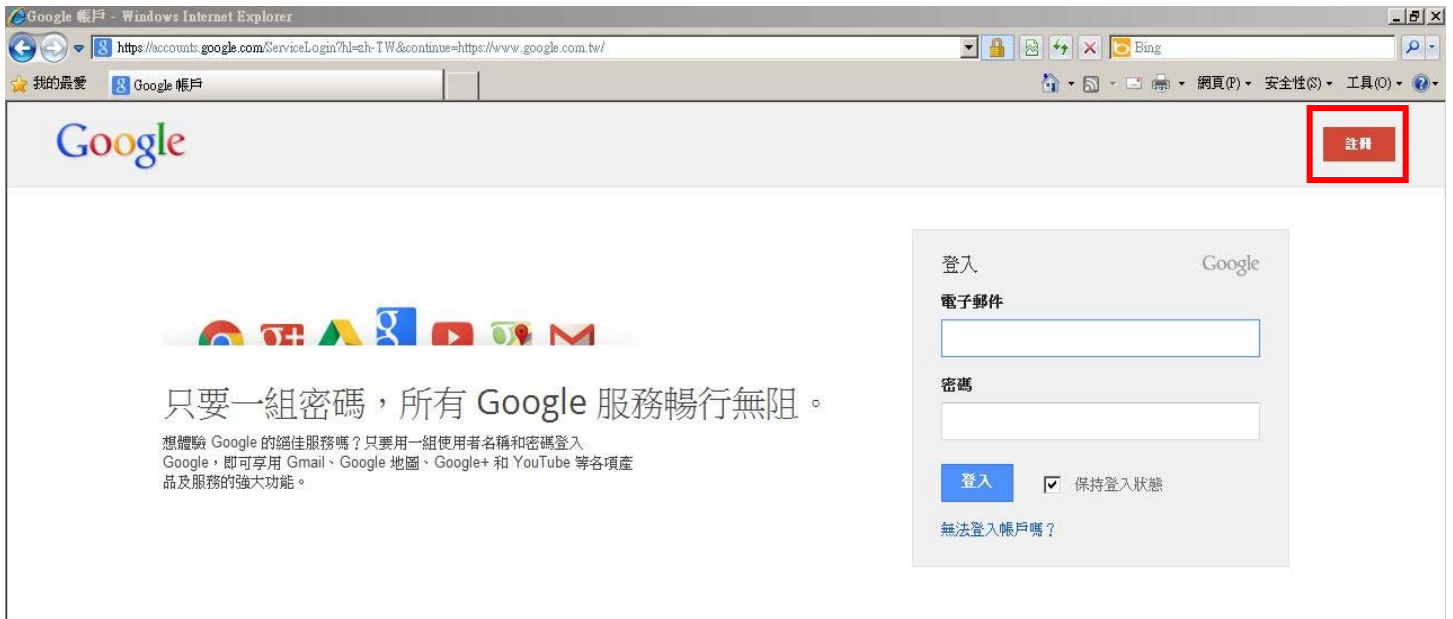 Google 帳戶 - Windows Internet Explorer
https://accounts.google.com/ServiceLogin?hl=zh-TW&continue=https://www.google.com.tw/
Bing
我的最愛
Google 帳戶
網頁(P)
安全性(S)
工具(O)
Google
註冊
登入
Google
電子郵件
密碼
登入
保持登入狀態
無法登入帳戶嗎？
只要一組密碼，所有 Google 服務暢行無阻。
想體驗 Google 的絕佳服務嗎？只要用一組使用者名稱和密碼登入
Google，即可享用 Gmail、Google 地圖、Google+ 和 YouTube 等各項產
品及服務的強大功能。